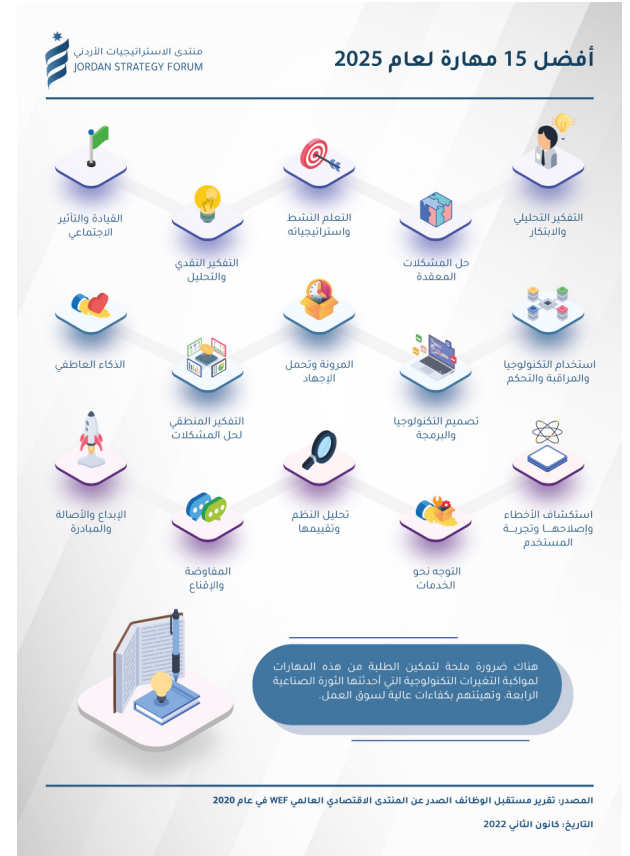 منتدى الاستراتيجيات الأردني
JORDAN STRATEGY FORUM
أفضل 15 مهارة لعام 2025
التفكير التحليلي
والابتكار
حل المشكلات
المعقدة
التعلم النشط
واستراتيجياته
التفكير النقدي
والتحليل
القيادة والتأثير
الاجتماعي
استخدام التكنولوجيا
والمراقبة والتحكم
تصميم التكنولوجيا
والبرمجة
المرونة وتحمل
الإجهاد
التفكير المنطقي
لحل المشكلات
الذكاء العاطفي
استكشاف الأخطاء
وإصلاحهـــا وتجربـــة
المستخدم
التوجه نحو
الخدمات
تحليل النظم
وتقييمها
المفاوضة
والإقناع
الإبداع والأصالة
والمبادرة
هناك ضرورة ملحة لتمكين الطلبة من هذه المهارات
لمواكبة التغيرات التكنولوجية التي أحدثتها الثورة الصناعية
الرابعة، وتهيئتهم بكفاءات عالية لسوق العمل.
المصدر: تقرير مستقبل الوظائف الصدر عن المنتدى الاقتصادي العالمي WEF في عام 2020
التاريخ: كانون الثاني 2022